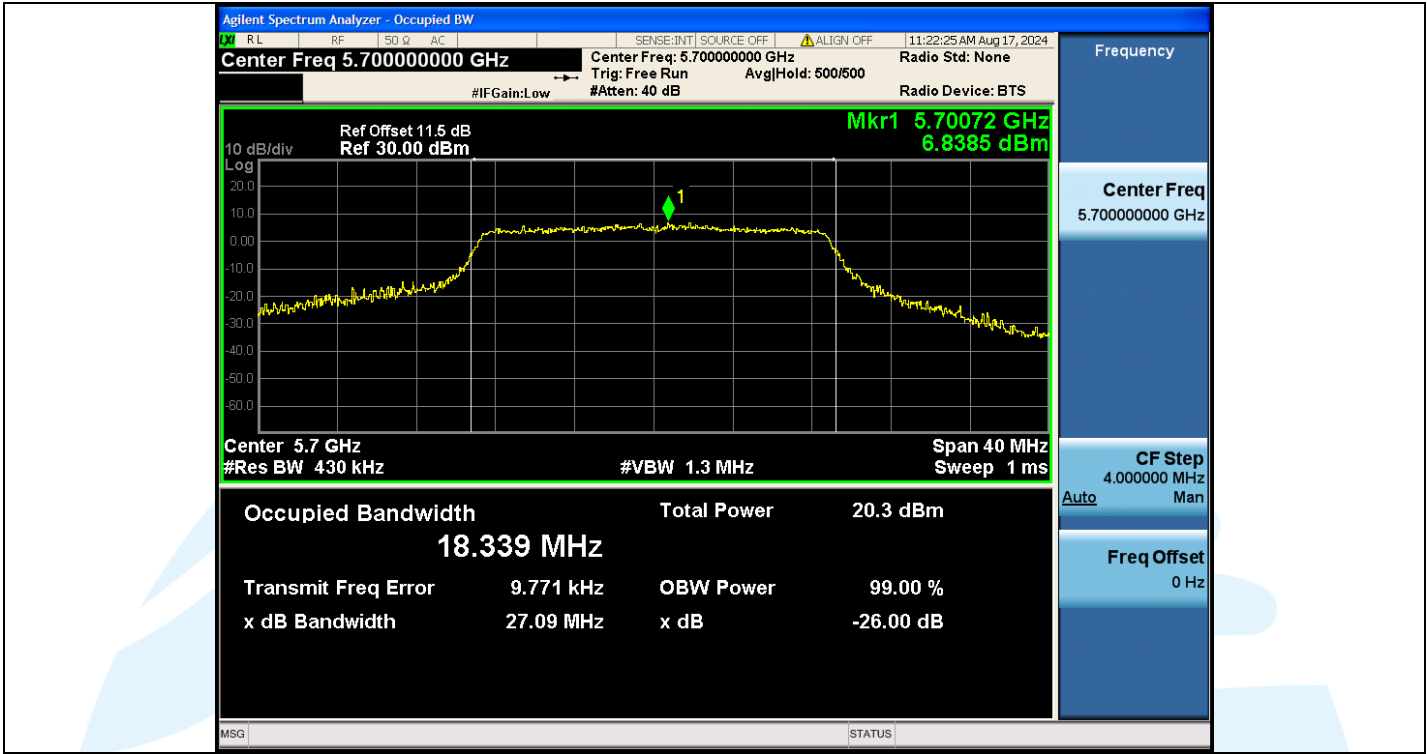 Agilent Spectrum Analyzer - Occupied BW
LXI RL RF 50 Ω AC SENSE:INT SOURCE OFF ALIGN OFF 11:22:25 AM Aug 17, 2024
Center Freq 5.700000000 GHz
Center Freq: 5.700000000 GHz
Radio Std: None
Trig: Free Run Avg|Hold: 500/500
#IFGain:Low
#Atten: 40 dB
Radio Device: BTS
Frequency
Mkr1 5.70072 GHz
6.8385 dBm
Ref Offset 11.5 dB
10 dB/div Ref 30.00 dBm
Log
20.0
10.0
0.00
-10.0
-20.0
-30.0
-40.0
-50.0
-60.0
1
Center 5.7 GHz
Span 40 MHz
#Res BW 430 kHz
#VBW 1.3 MHz
Sweep 1 ms
Occupied Bandwidth
18.339 MHz
Total Power 20.3 dBm
Transmit Freq Error 9.771 kHz
OBW Power 99.00 %
x dB Bandwidth 27.09 MHz
x dB -26.00 dB
Center Freq
5.700000000 GHz
CF Step
4.000000 MHz
Auto Man
Freq Offset
0 Hz
MSG
STATUS